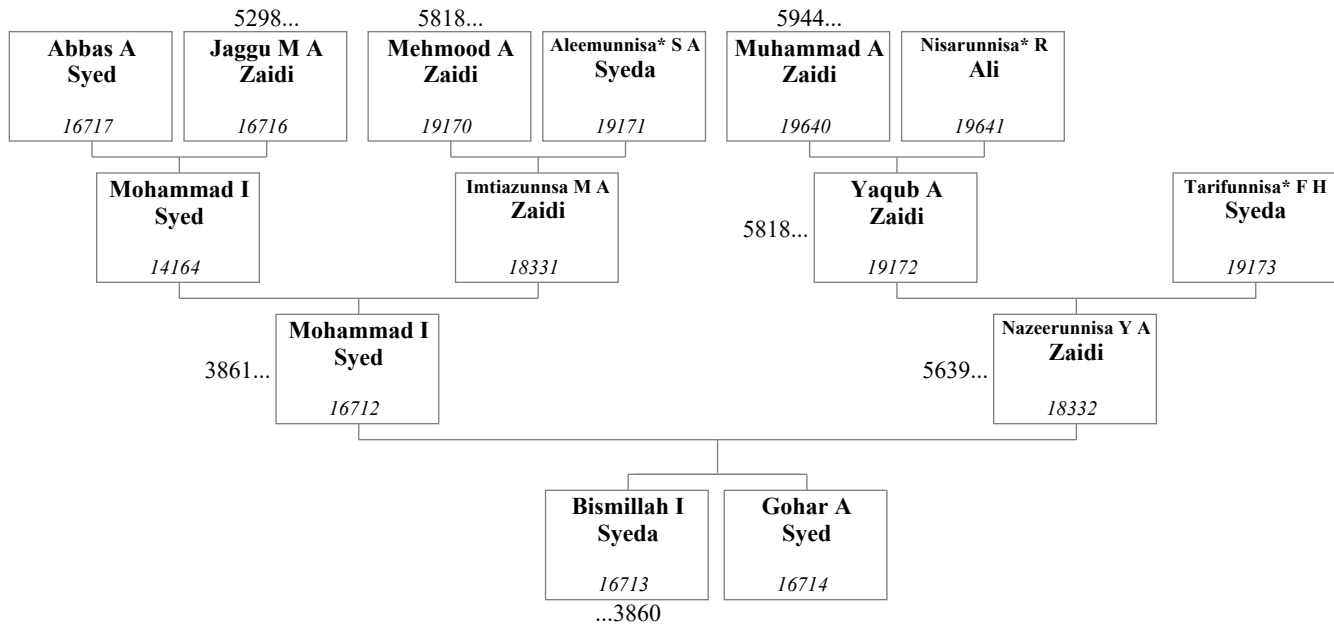 5298...
5818...
5944...
Abbas A
Syed
16717
Jaggu M A
Zaidi
16716
Mehmood A
Zaidi
19170
Aleemunnisa* S A
Syeda
19171
Muhammad A
Zaidi
19640
Nisarunnisa* R
Ali
19641
Mohammad I
Syed
14164
Imtiazunnsa M A
Zaidi
18331
5818...
Yaqub A
Zaidi
19172
Tarifunnisa* F H
Syeda
19173
3861...
Mohammad I
Syed
16712
5639...
Nazeerunnisa Y A
Zaidi
18332
Bismillah I
Syeda
16713
Gohar A
Syed
16714
...3860